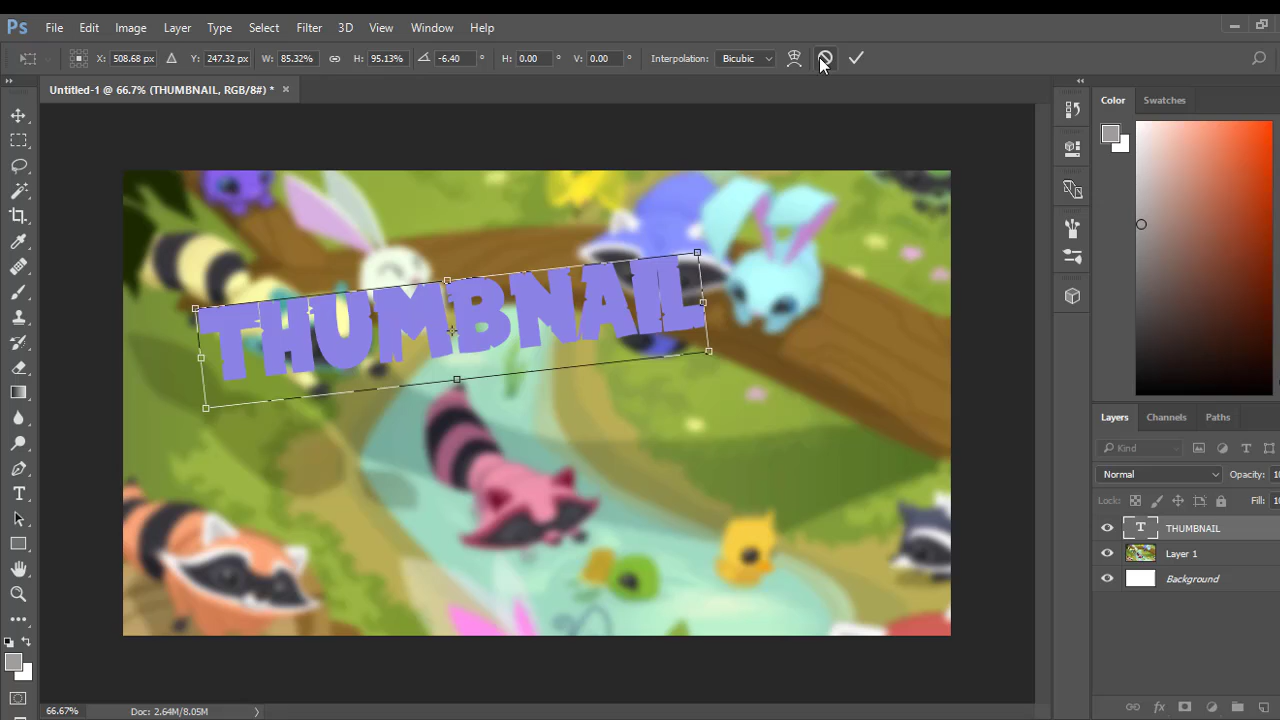 Ps File Edit Image Layer Type Select Filter 3D View Window Help
X: 508.68 px Y: 247.32 px W: 85.32% H: 95.13% -6.40 ° H: 0.00 ° V: 0.00 ° Interpolation: Bicubic
Untitled-1 @ 66.7% (THUMBNAIL, RGB/8#) * ×
Color Swatches
THUMBNAIL
Layers Channels Paths
Kind
Normal Opacity:
Lock: Fill:
T THUMBNAIL
Layer 1
Background
66.67% Doc: 2.64M/8.05M